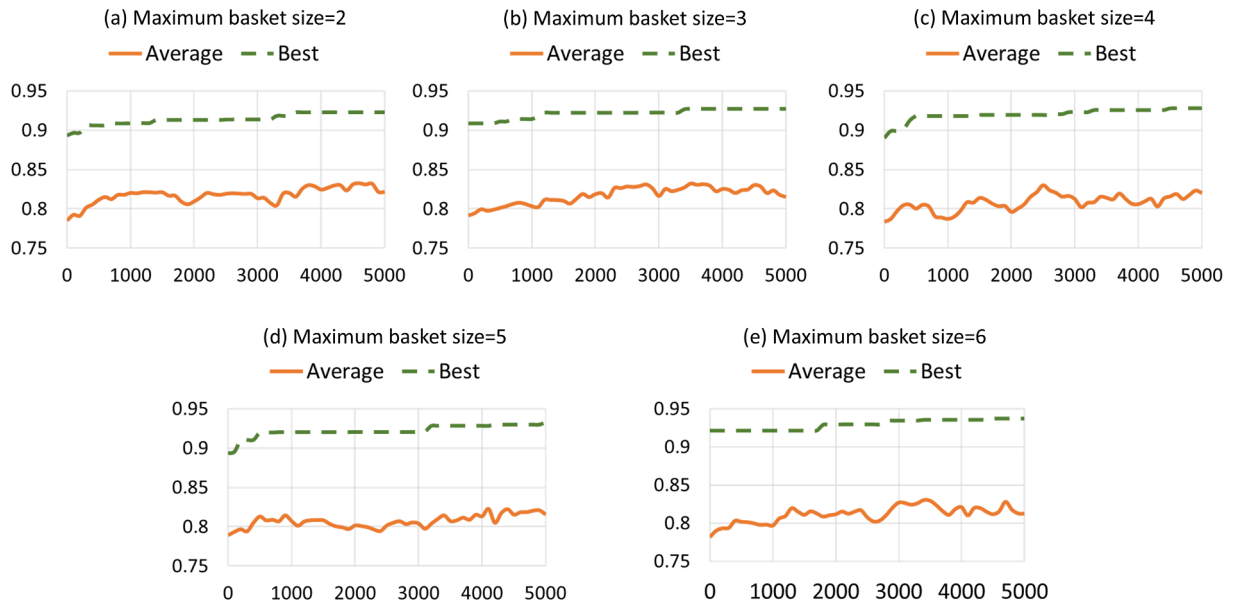 (a) Maximum basket size=2
Average Best
0.95
0.9
0.85
0.8
0.75
0 1000 2000 3000 4000 5000
(b) Maximum basket size=3
Average Best
0.95
0.9
0.85
0.8
0.75
0 1000 2000 3000 4000 5000
(c) Maximum basket size=4
Average Best
0.95
0.9
0.85
0.8
0.75
0 1000 2000 3000 4000 5000
(d) Maximum basket size=5
Average Best
0.95
0.9
0.85
0.8
0.75
0 1000 2000 3000 4000 5000
(e) Maximum basket size=6
Average Best
0.95
0.9
0.85
0.8
0.75
0 1000 2000 3000 4000 5000